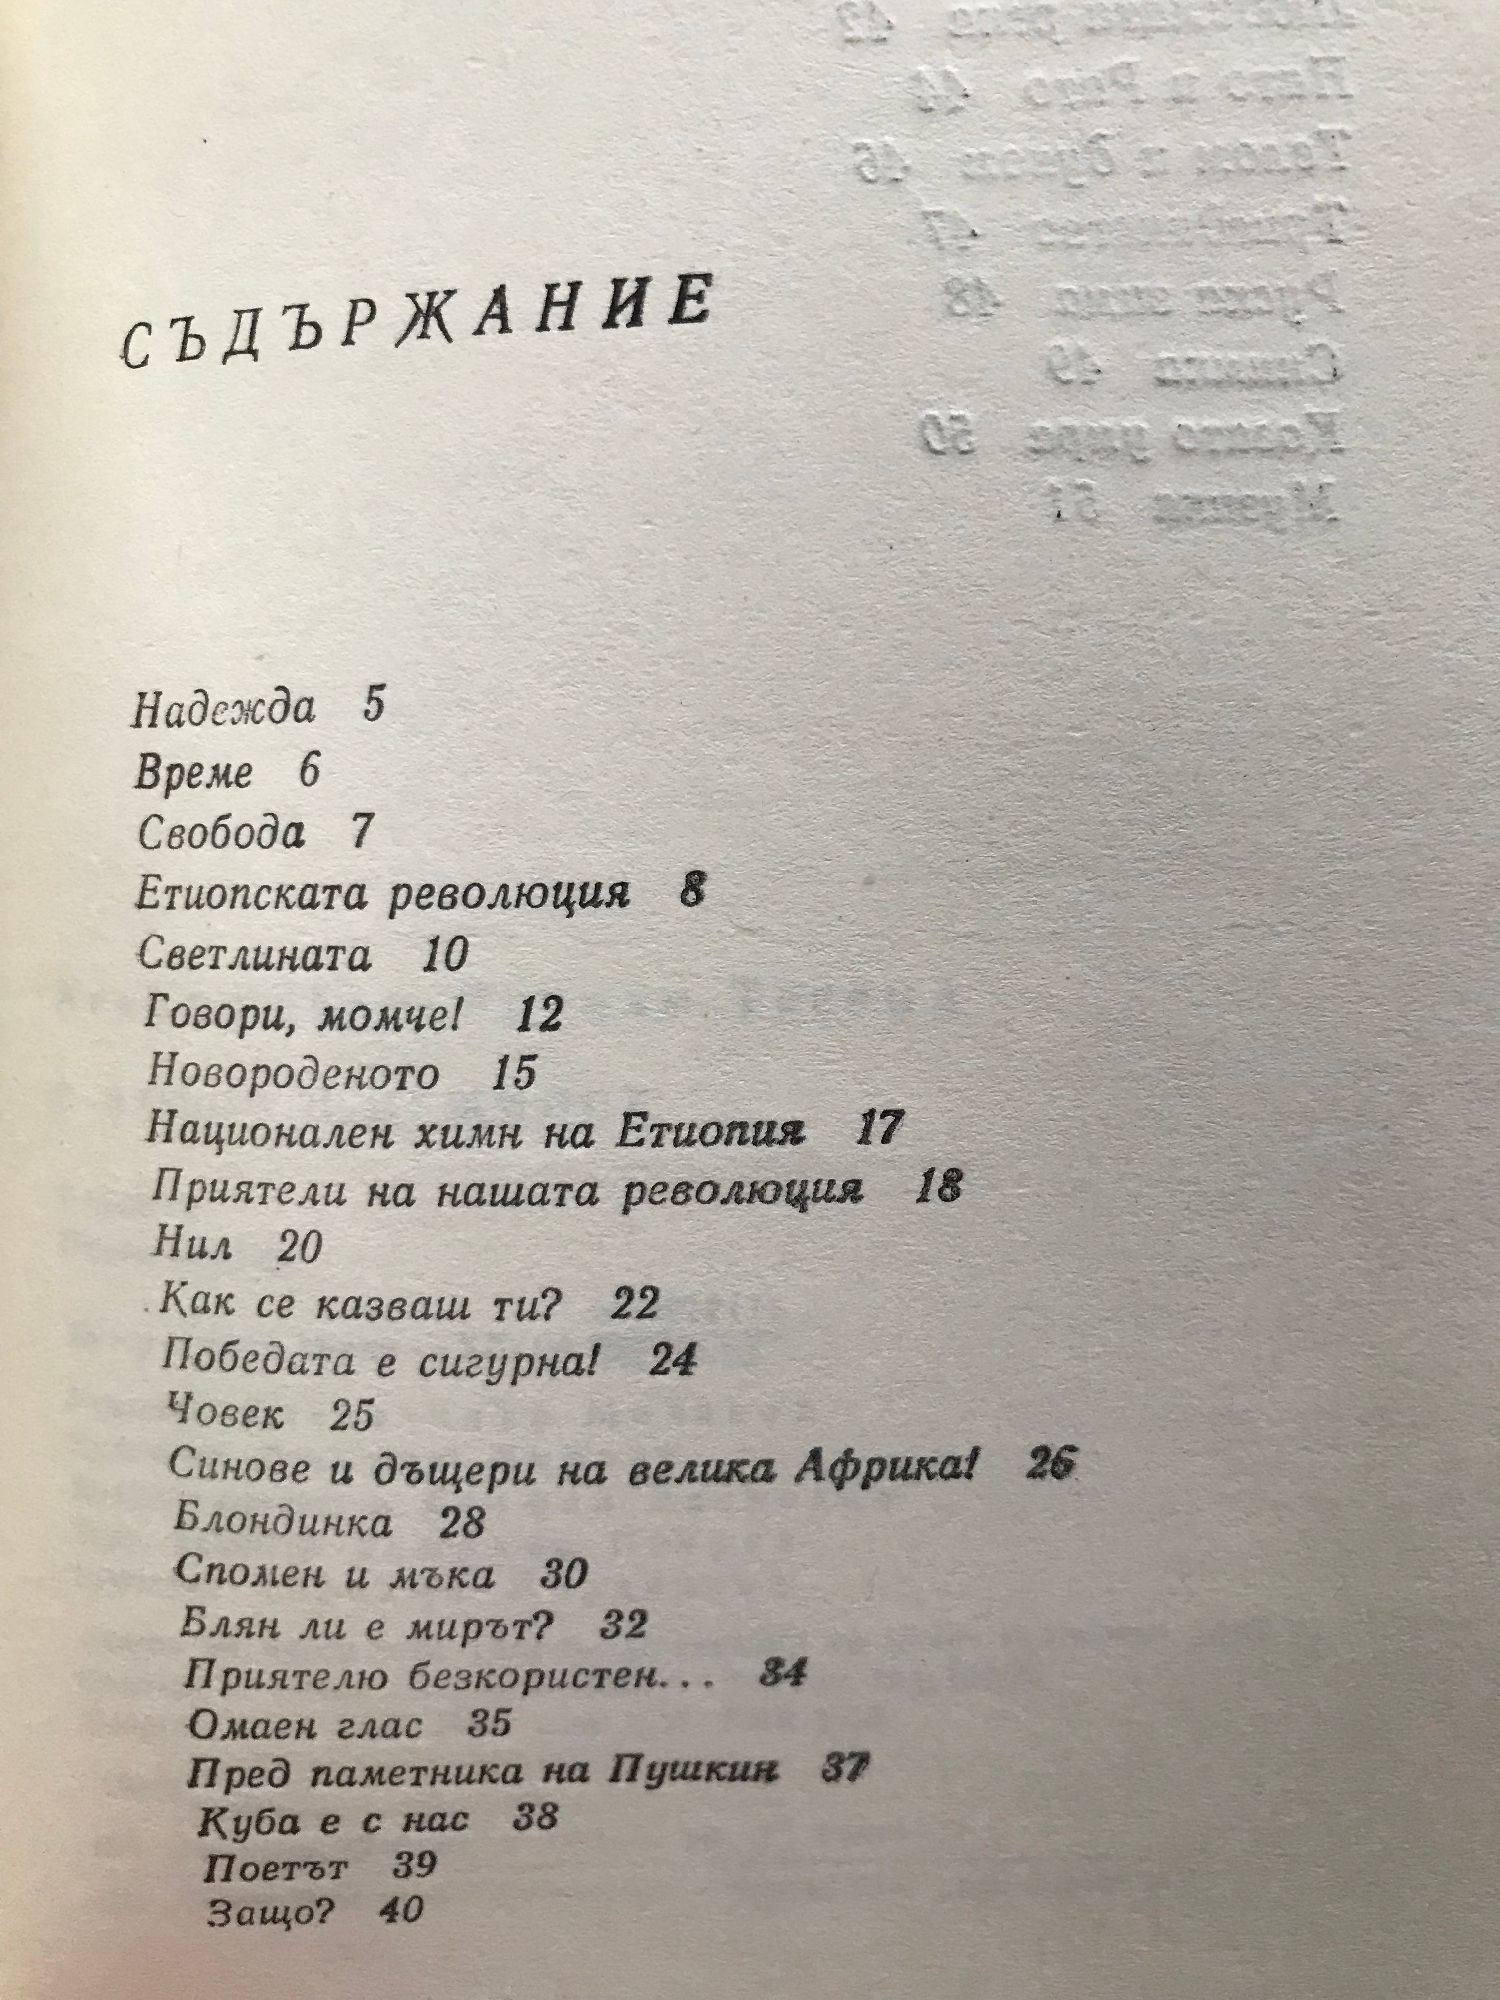 СЪДЪРЖАНИЕ
Надежда 5
Време 6
Свобода 7
Етиопската революция 8
Светлината 10
Говори, момче! 12
Новороденото 15
Национален химн на Етиопия 17
Приятели на нашата революция 18
Нил 20
Как се казваш ти? 22
Победата е сигурна! 24
Човек 25
Синове и дъщери на велика Африка! 26
Блондинка 28
Спомен и мъка 30
Блян ли е мирът? 32
Приятелю безкористен... 34
Омаен глас 35
Пред паметника на Пушкин 37
Куба е с нас 38
Поетът 39
Защо? 40